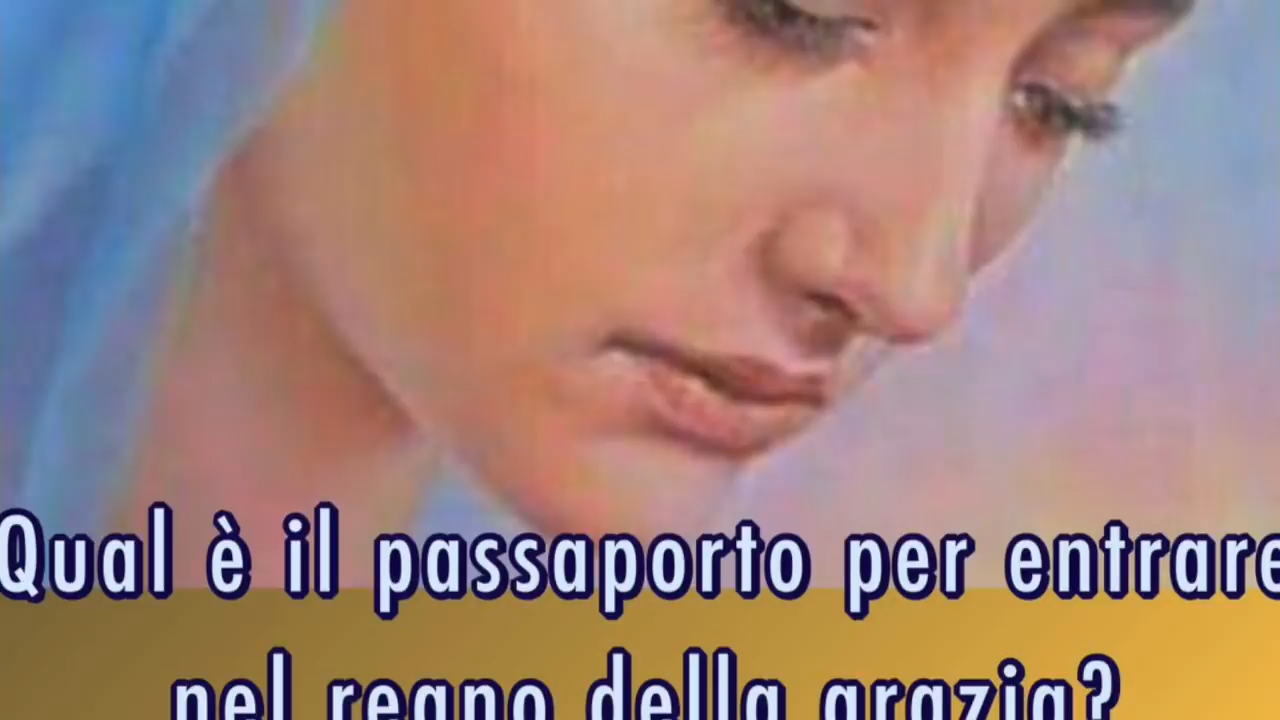 Qual è il passaporto per entrare
nel regno della grazia?